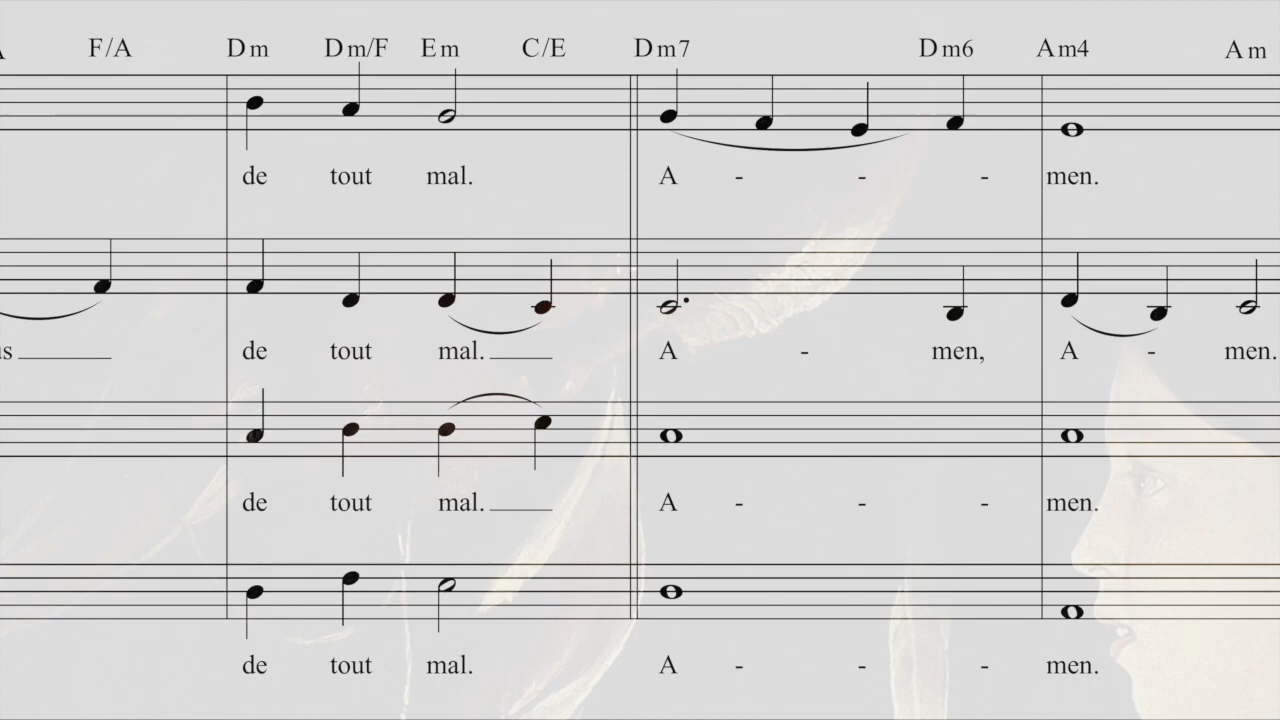 F/A Dm Dm/F Em C/E Dm7 Dm6 Am4 Am
de tout mal. A - - - men.
de tout mal. A - men, A - men.
de tout mal. A - - - men.
de tout mal. A - - - men.